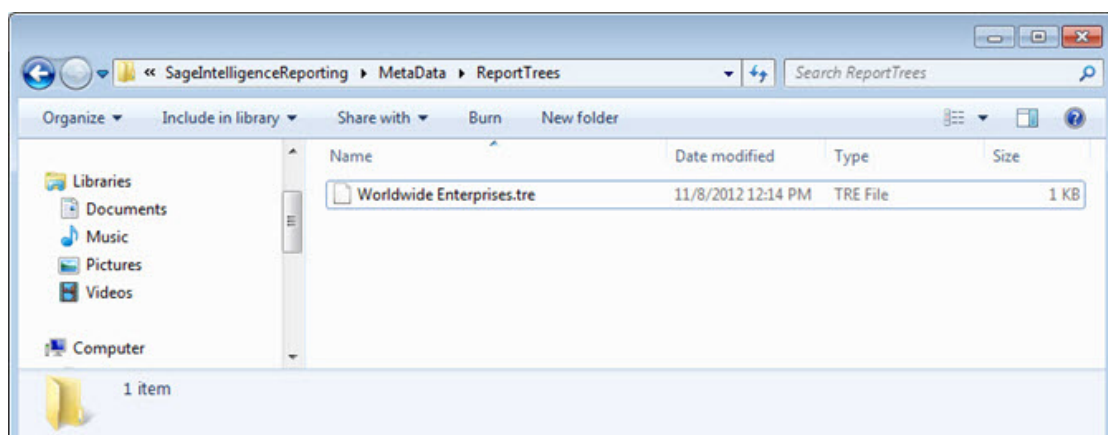 « SageIntelligenceReporting ▸ MetaData ▸ ReportTrees
Search ReportTrees
Organize Include in library Share with Burn New folder
Name Date modified Type Size
Libraries
Worldwide Enterprises.tre 11/8/2012 12:14 PM TRE File 1 KB
Documents
Music
Pictures
Videos
Computer
1 item